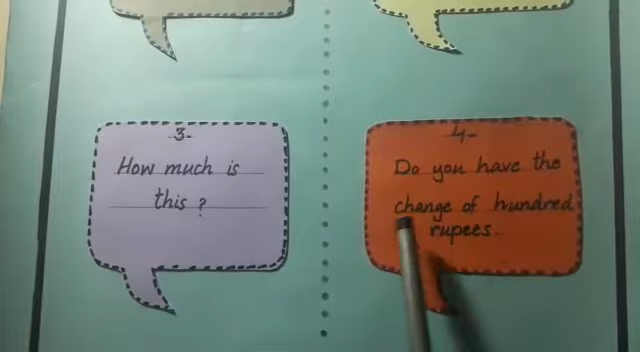 -3-
How much is
this ?
-4-
Do you have the
change of hundred
rupees.